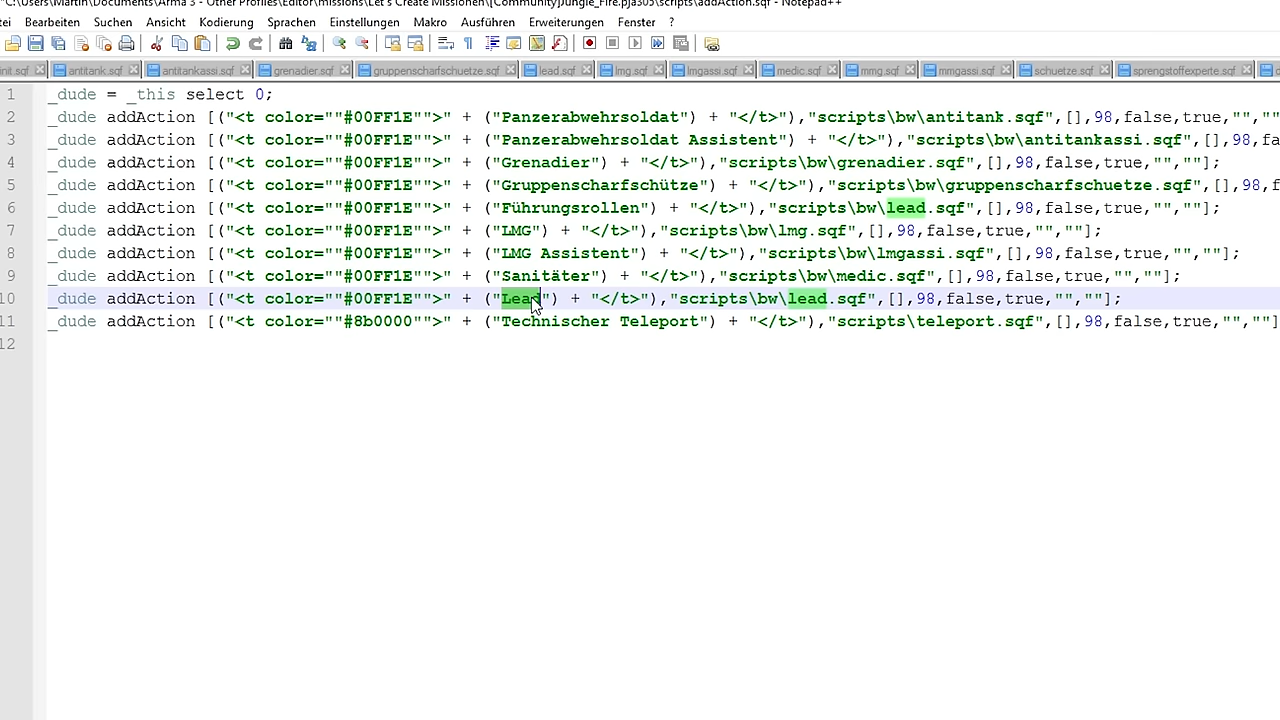 "C:\Users\Martin\Documents\Arma 3 - Other Profiles\Editor\missions\Let's Create Missionen\[Community]Jungle_Fire.pja305\scripts\addAction.sqf - Notepad++
tei Bearbeiten Suchen Ansicht Kodierung Sprachen Einstellungen Makro Ausführen Erweiterungen Fenster ?
init.sqf antitank.sqf antitankassi.sqf grenadier.sqf gruppenscharfschuetze.sqf lead.sqf lmg.sqf lmgassi.sqf medic.sqf mmg.sqf mmgassi.sqf schuetze.sqf sprengstoffexperte.sqf
1 _dude = _this select 0;
2 _dude addAction [("<t color=""#00FF1E"">" + ("Panzerabwehrsoldat") + "</t>"),"scripts\bw\antitank.sqf",[],98,false,true,"",""
3 _dude addAction [("<t color=""#00FF1E"">" + ("Panzerabwehrsoldat Assistent") + "</t>"),"scripts\bw\antitankassi.sqf",[],98,fa
4 _dude addAction [("<t color=""#00FF1E"">" + ("Grenadier") + "</t>"),"scripts\bw\grenadier.sqf",[],98,false,true,"",""];
5 _dude addAction [("<t color=""#00FF1E"">" + ("Gruppenscharfschütze") + "</t>"),"scripts\bw\gruppenscharfschuetze.sqf",[],98,f
6 _dude addAction [("<t color=""#00FF1E"">" + ("Führungsrollen") + "</t>"),"scripts\bw\lead.sqf",[],98,false,true,"",""];
7 _dude addAction [("<t color=""#00FF1E"">" + ("LMG") + "</t>"),"scripts\bw\lmg.sqf",[],98,false,true,"",""];
8 _dude addAction [("<t color=""#00FF1E"">" + ("LMG Assistent") + "</t>"),"scripts\bw\lmgassi.sqf",[],98,false,true,"",""];
9 _dude addAction [("<t color=""#00FF1E"">" + ("Sanitäter") + "</t>"),"scripts\bw\medic.sqf",[],98,false,true,"",""];
10 _dude addAction [("<t color=""#00FF1E"">" + ("Lead") + "</t>"),"scripts\bw\lead.sqf",[],98,false,true,"",""];
11 _dude addAction [("<t color=""#8b0000"">" + ("Technischer Teleport") + "</t>"),"scripts\teleport.sqf",[],98,false,true,"",""]
12